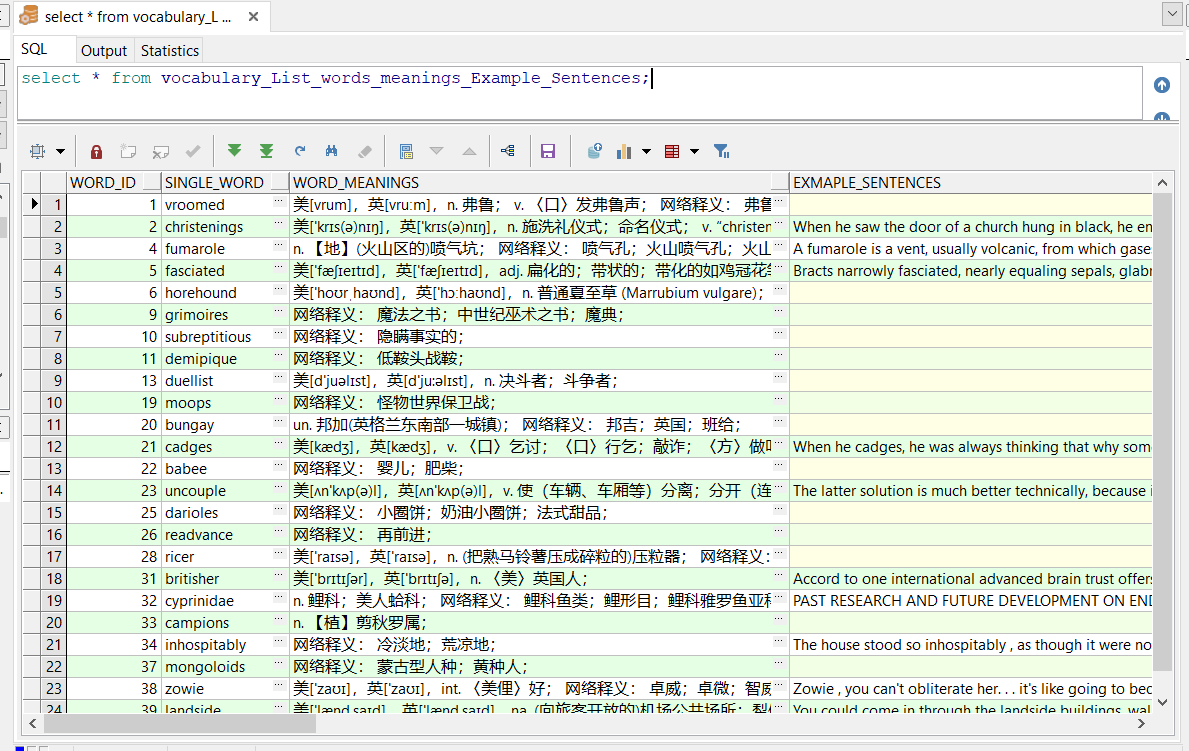 select * from vocabulary_L ...
SQL Output Statistics
select * from vocabulary_List_words_meanings_Example_Sentences;
WORD_ID SINGLE_WORD WORD_MEANINGS EXMAPLE_SENTENCES
1 1 vroomed 美[vrum]，英[vruːm]，n. 弗鲁； v. 〈口〉发弗鲁声； 网络释义： 弗鲁
2 2 christenings 美['krɪs(ə)nɪŋ]，英['krɪs(ə)nɪŋ]，n. 施洗礼仪式；命名仪式； v. “christen When he saw the door of a church hung in black, he en
3 4 fumarole n. 【地】(火山区的)喷气坑； 网络释义： 喷气孔；火山喷气孔；火山 A fumarole is a vent, usually volcanic, from which gase
4 5 fasciated 美['fæʃɪeɪtɪd]，英['fæʃɪeɪtɪd]，adj. 扁化的；带状的；带化的如鸡冠花 Bracts narrowly fasciated, nearly equaling sepals, glabr
5 6 horehound 美['hoʊrˌhaʊnd]，英['hɔːhaʊnd]，n. 普通夏至草 (Marrubium vulgare)；
6 9 grimoires 网络释义： 魔法之书；中世纪巫术之书；魔典；
7 10 subreptitious 网络释义： 隐瞒事实的；
8 11 demipique 网络释义： 低鞍头战鞍；
9 13 duellist 美[d'juəlɪst]，英[d'juːəlɪst]，n. 决斗者；斗争者；
10 19 moops 网络释义： 怪物世界保卫战；
11 20 bungay un. 邦加(英格兰东南部一城镇)； 网络释义： 邦吉；英国；班给；
12 21 cadges 美[kædʒ]，英[kædʒ]，v. 〈口〉乞讨；〈口〉行乞；敲诈；〈方〉做 When he cadges, he was always thinking that why som
13 22 babee 网络释义： 婴儿；肥柴；
14 23 uncouple 美[ʌn'kʌp(ə)l]，英[ʌn'kʌp(ə)l]，v. 使（车辆、车厢等）分离；分开（连 The latter solution is much better technically, because i
15 25 darioles 网络释义： 小圈饼；奶油小圈饼；法式甜品；
16 26 readvance 网络释义： 再前进；
17 28 ricer 美['raɪsə]，英['raɪsə]，n. (把熟马铃薯压成碎粒的)压粒器； 网络释义：
18 31 britisher 美['brɪtɪʃər]，英['brɪtɪʃə]，n. 〈美〉英国人； Accord to one international advanced brain trust offers
19 32 cyprinidae n. 鲤科；美人蛤科； 网络释义： 鲤科鱼类；鲤形目；鲤科雅罗鱼亚科 PAST RESEARCH AND FUTURE DEVELOPMENT ON END
20 33 campions n. 【植】剪秋罗属；
21 34 inhospitably 网络释义： 冷淡地；荒凉地； The house stood so inhospitably , as though it were no
22 37 mongoloids 网络释义： 蒙古型人种；黄种人；
23 38 zowie 美['zaʊɪ]，英['zaʊɪ]，int. 〈美俚〉好； 网络释义： 卓威；卓微；智威 Zowie , you can't obliterate her. . . it's like going to bec
24 39 landside 美['lændˌsaɪd]，英['lændˌsaɪd]，na. (向旅客开放的)机场公共场所；犁 You could come in through the landside buildings, wal